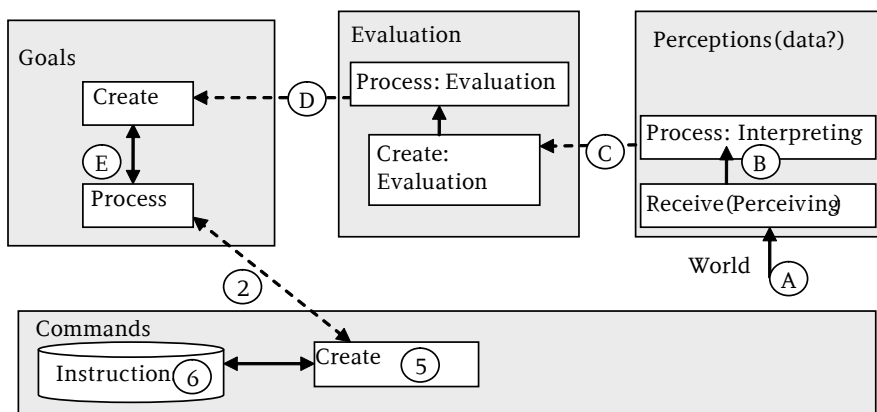 Goals
Create
E
Process
D
Evaluation
Process: Evaluation
Create:
Evaluation
C
Perceptions(data?)
Process: Interpreting
B
Receive(Perceiving)
World
A
2
Commands
Instruction
6
Create
5